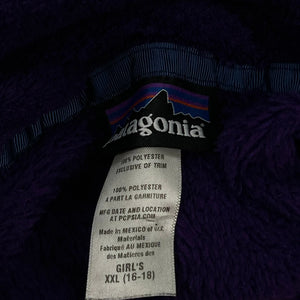 patagonia
100% POLYESTER
EXCLUSIVE OF TRIM
100% POLYESTER
A PART LA GARNITURE
MFG DATE AND LOCATION
AT PCPSIA.COM
Made in MEXICO of U.S.
Materials
Fabriqué AU MEXIQUE
des Matières des
GIRL'S
XXL (16-18)